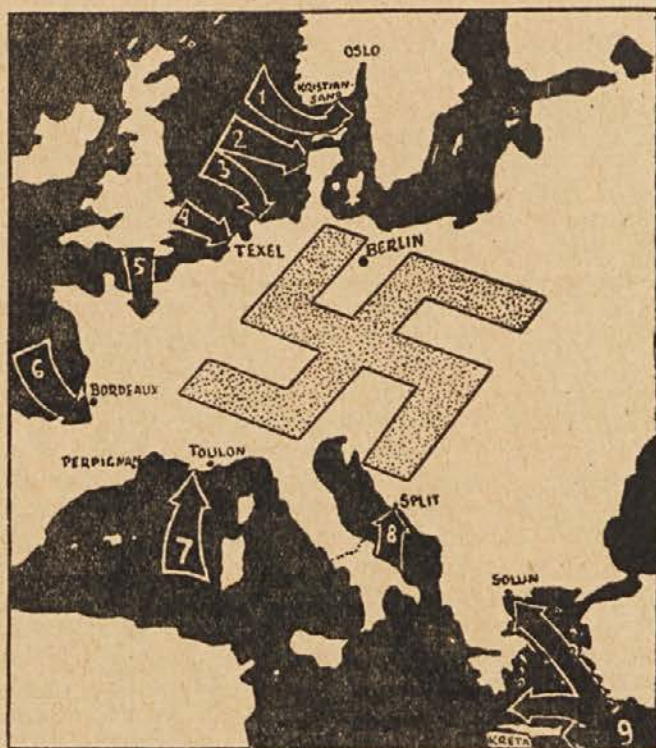 OSLO
KRISTIAN-
SAND
1
2
3
4
TEXEL
BERLIN
5
6
BORDEAUX
PERPIGNAN
TOULON
7
SPLIT
8
SOLUN
KRETA
9